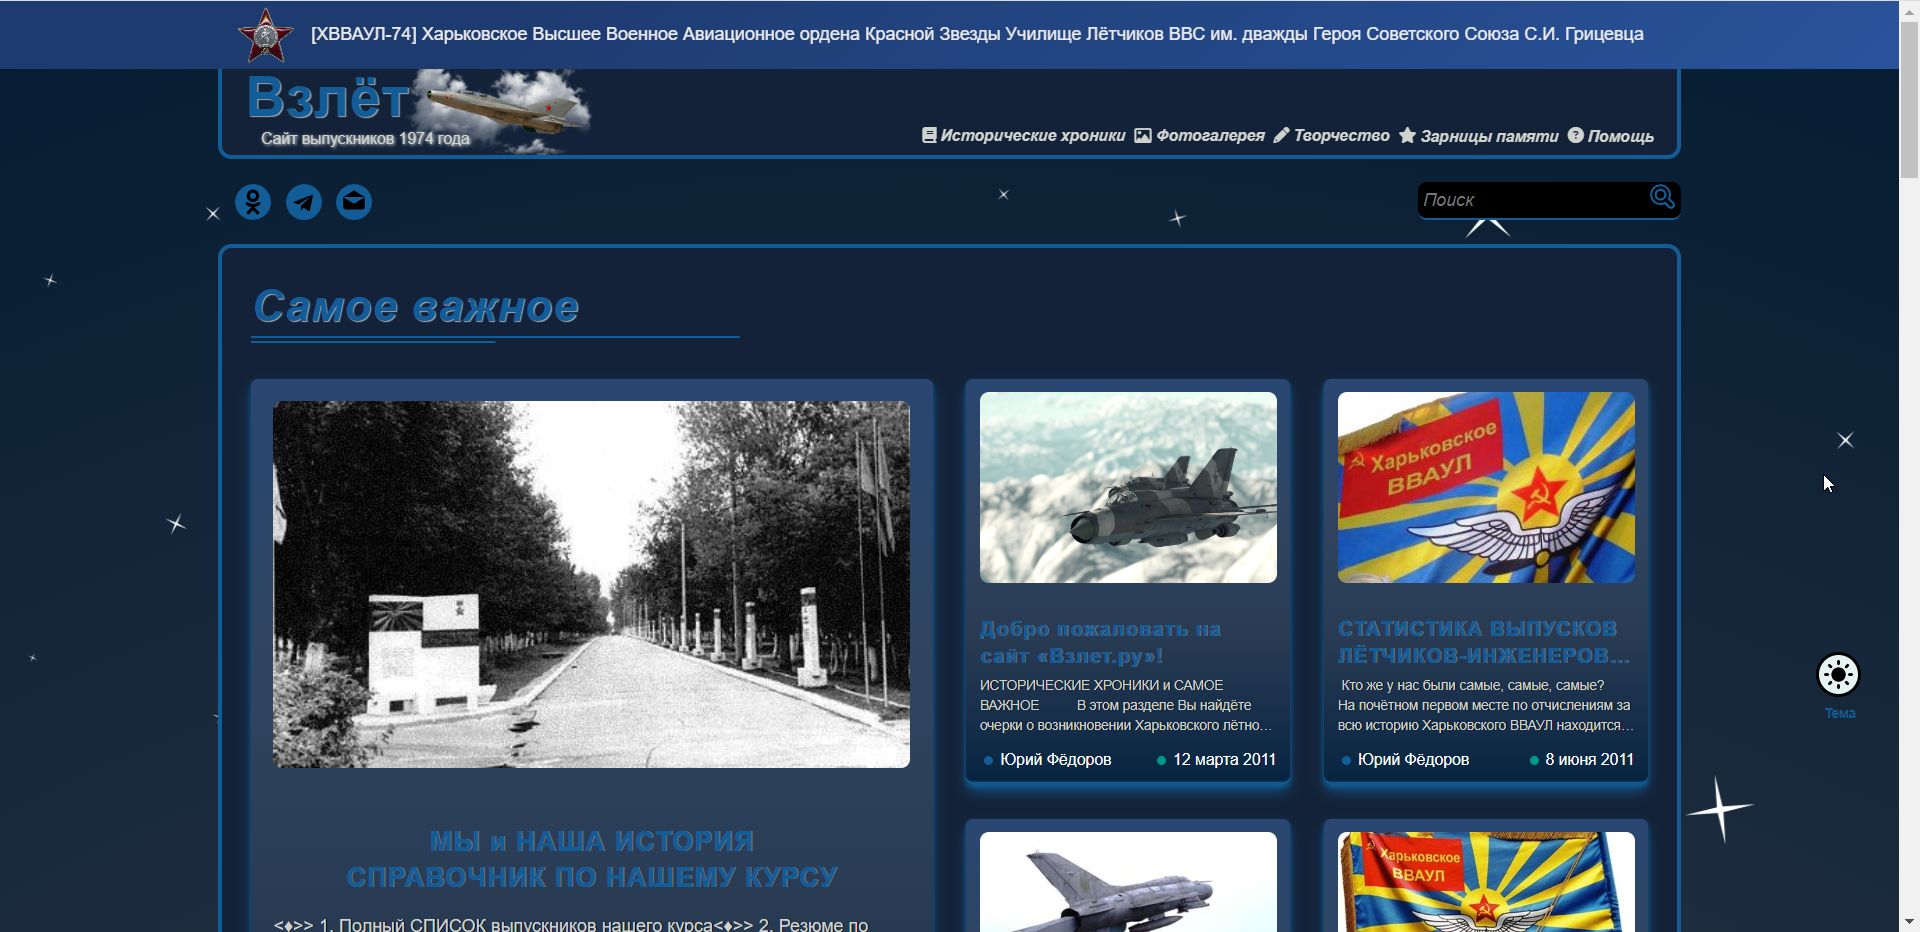 [ХВВАУЛ-74] Харьковское Высшее Военное Авиационное ордена Красной Звезды Училище Лётчиков ВВС им. дважды Героя Советского Союза С.И. Грицевца
Взлёт
Сайт выпускников 1974 года
Исторические хроники Фотогалерея Творчество Зарницы памяти Помощь
Поиск
Самое важное
Харьковское
ВВАУЛ
Добро пожаловать на
сайт «Взлет.ру»!
ИСТОРИЧЕСКИЕ ХРОНИКИ и САМОЕ
ВАЖНОЕ В этом разделе Вы найдёте
очерки о возникновении Харьковского лётно...
Юрий Фёдоров 12 марта 2011
СТАТИСТИКА ВЫПУСКОВ
ЛЁТЧИКОВ-ИНЖЕНЕРОВ...
Кто же у нас были самые, самые, самые?
На почётном первом месте по отчислениям за
всю историю Харьковского ВВАУЛ находится...
Юрий Фёдоров 8 июня 2011
Тема
МЫ и НАША ИСТОРИЯ
СПРАВОЧНИК ПО НАШЕМУ КУРСУ
<♦>> 1. Полный СПИСОК выпускников нашего курса<♦>> 2. Резюме по
Харьковское
ВВАУЛ